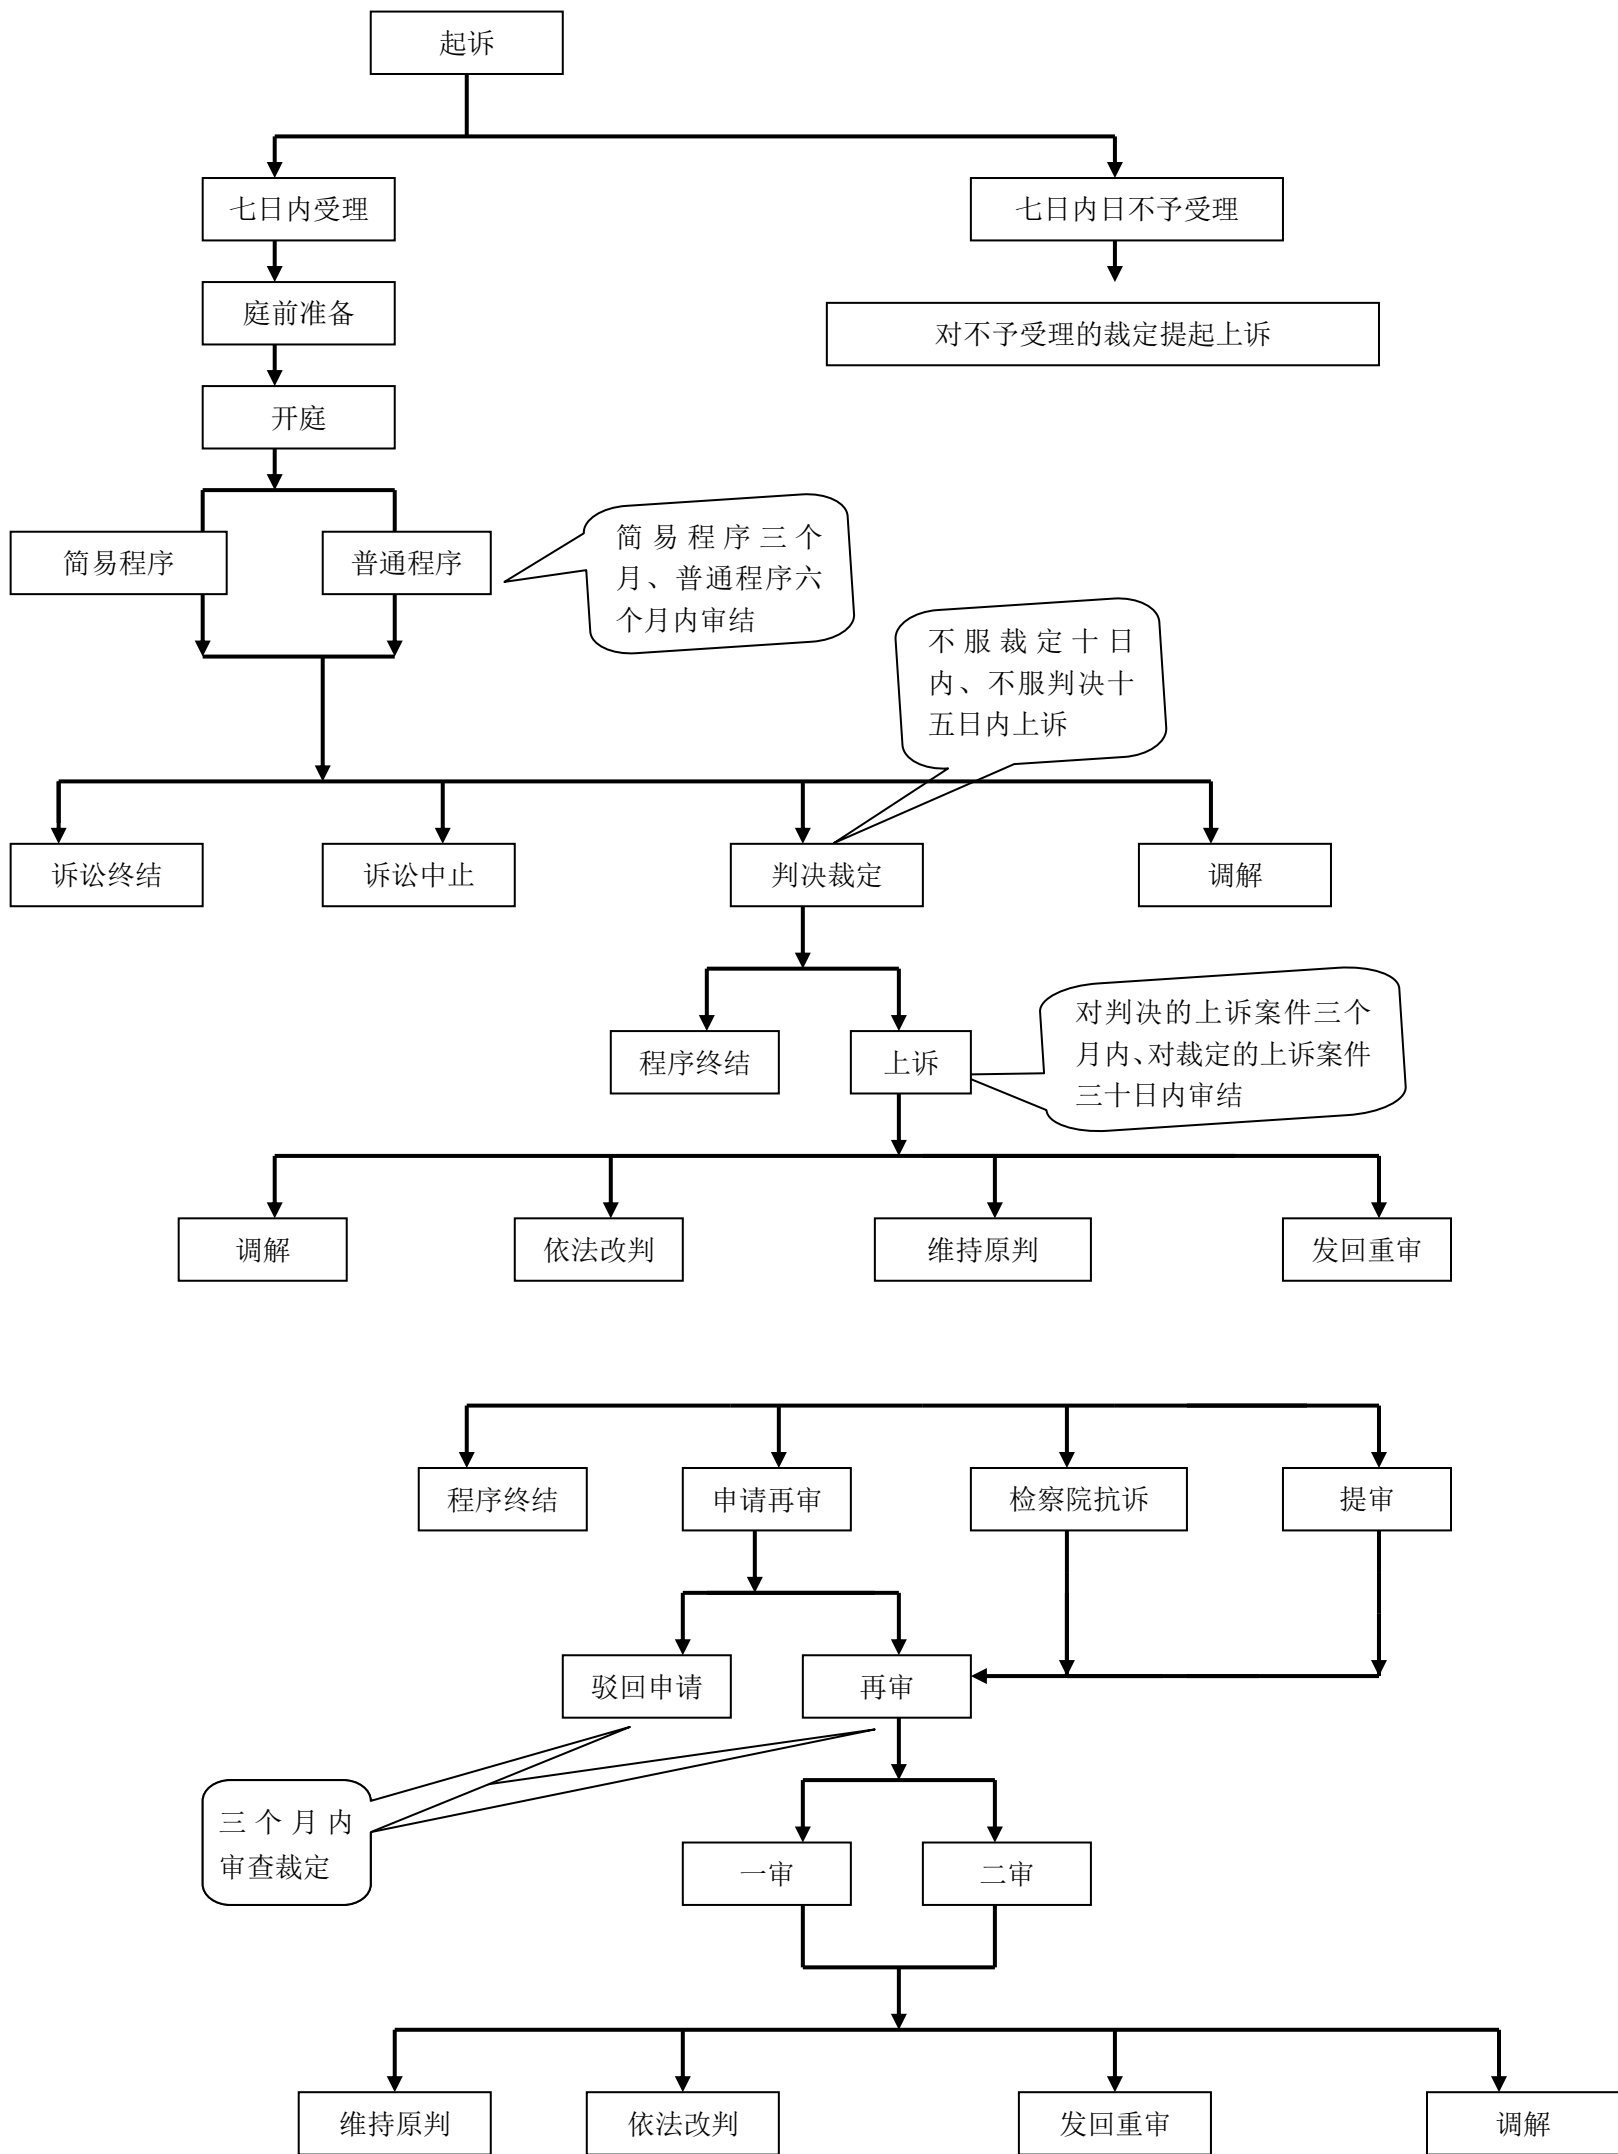 起诉
七日内受理
七日内日不予受理
庭前准备
对不予受理的裁定提起上诉
开庭
简易程序
普通程序
简易程序三个
月、普通程序六
个月内审结
不服裁定十日
内、不服判决十
五日内上诉
诉讼终结
诉讼中止
判决裁定
调解
程序终结
上诉
对判决的上诉案件三个
月内、对裁定的上诉案件
三十日内审结
调解
依法改判
维持原判
发回重审
程序终结
申请再审
检察院抗诉
提审
驳回申请
再审
三个月内
审查裁定
一审
二审
维持原判
依法改判
发回重审
调解